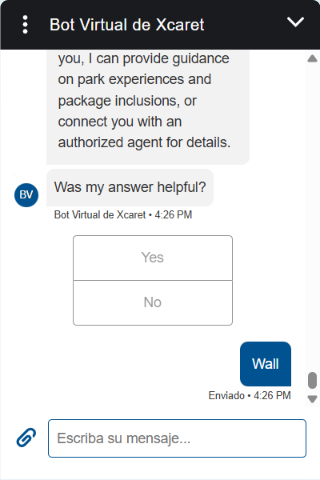 Bot Virtual de Xcaret
you, I can provide guidance
on park experiences and
package inclusions, or
connect you with an
authorized agent for details.
Was my answer helpful?
BV
Bot Virtual de Xcaret • 4:26 PM
Yes
No
Wall
Enviado • 4:26 PM
Escriba su mensaje...